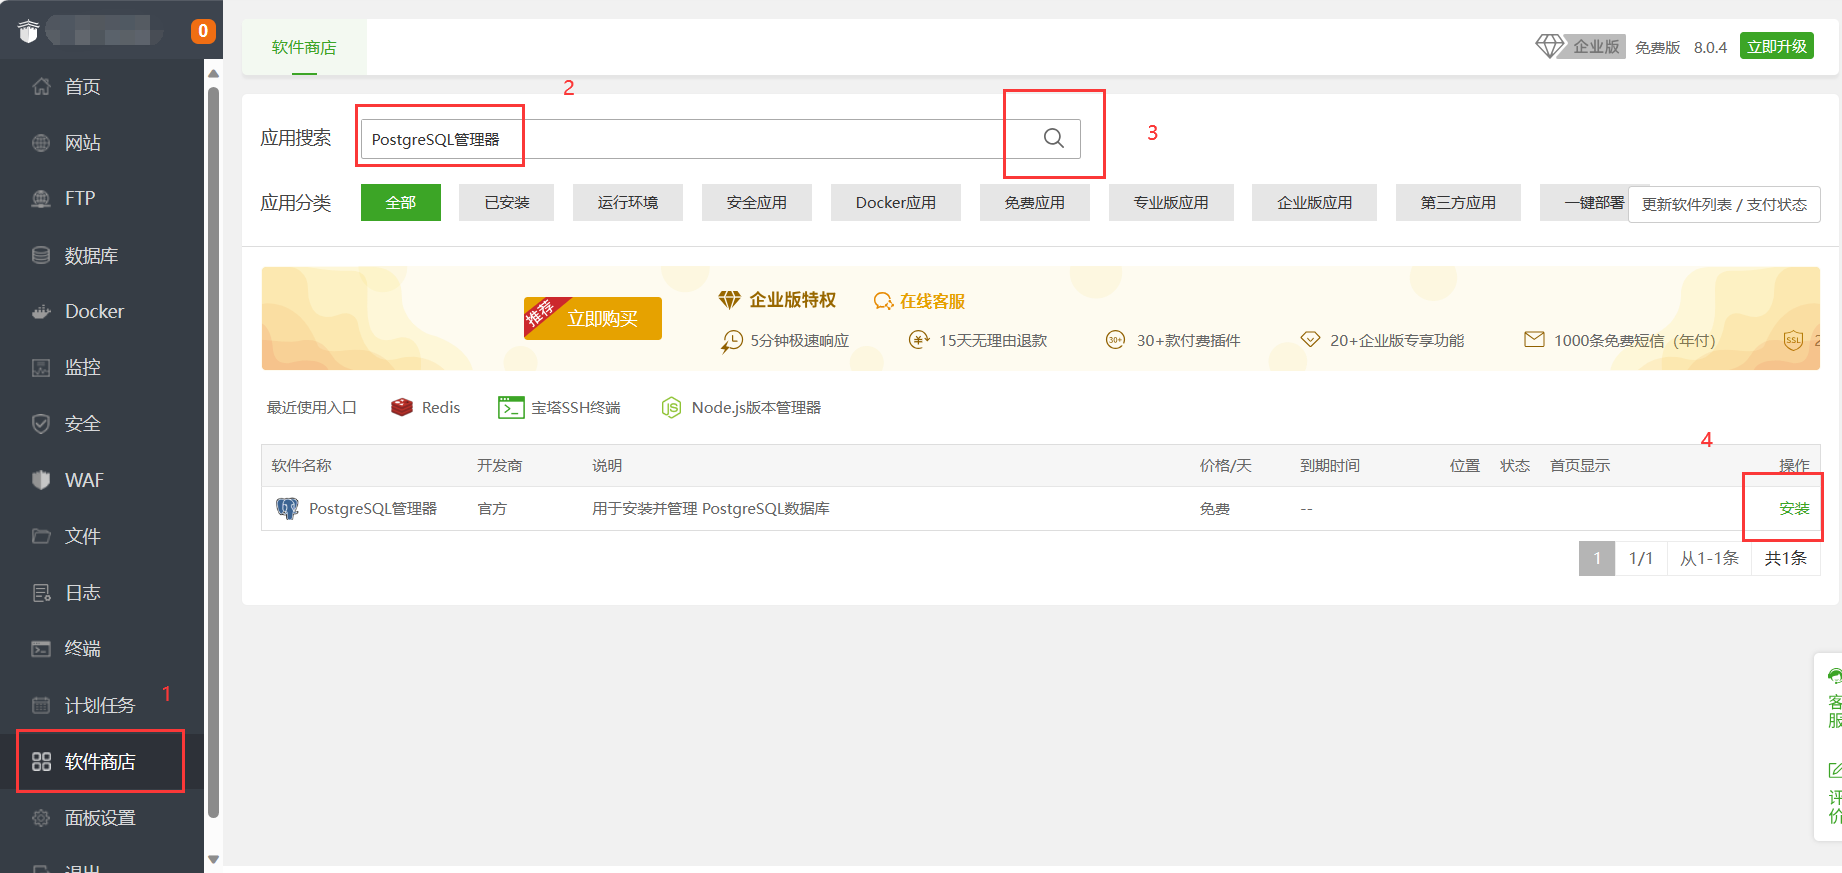 0
首页
网站
FTP
数据库
Docker
监控
安全
WAF
文件
日志
终端
计划任务
1
软件商店
面板设置
退出
软件商店
企业版
免费版
8.0.4
立即升级
2
应用搜索
PostgreSQL管理器
3
应用分类
全部
已安装
运行环境
安全应用
Docker应用
免费应用
专业版应用
企业版应用
第三方应用
一键部署
更新软件列表 / 支付状态
推荐
立即购买
企业版特权
在线客服
5分钟极速响应
15天无理由退款
30+
30+款付费插件
20+企业版专享功能
1000条免费短信（年付）
SSL
2
最近使用入口
Redis
宝塔SSH终端
JS
Node.js版本管理器
4
软件名称
开发商
说明
价格/天
到期时间
位置
状态
首页显示
操作
PostgreSQL管理器
官方
用于安装并管理 PostgreSQL数据库
免费
--
安装
1
1/1
从1-1条
共1条
客服
评价